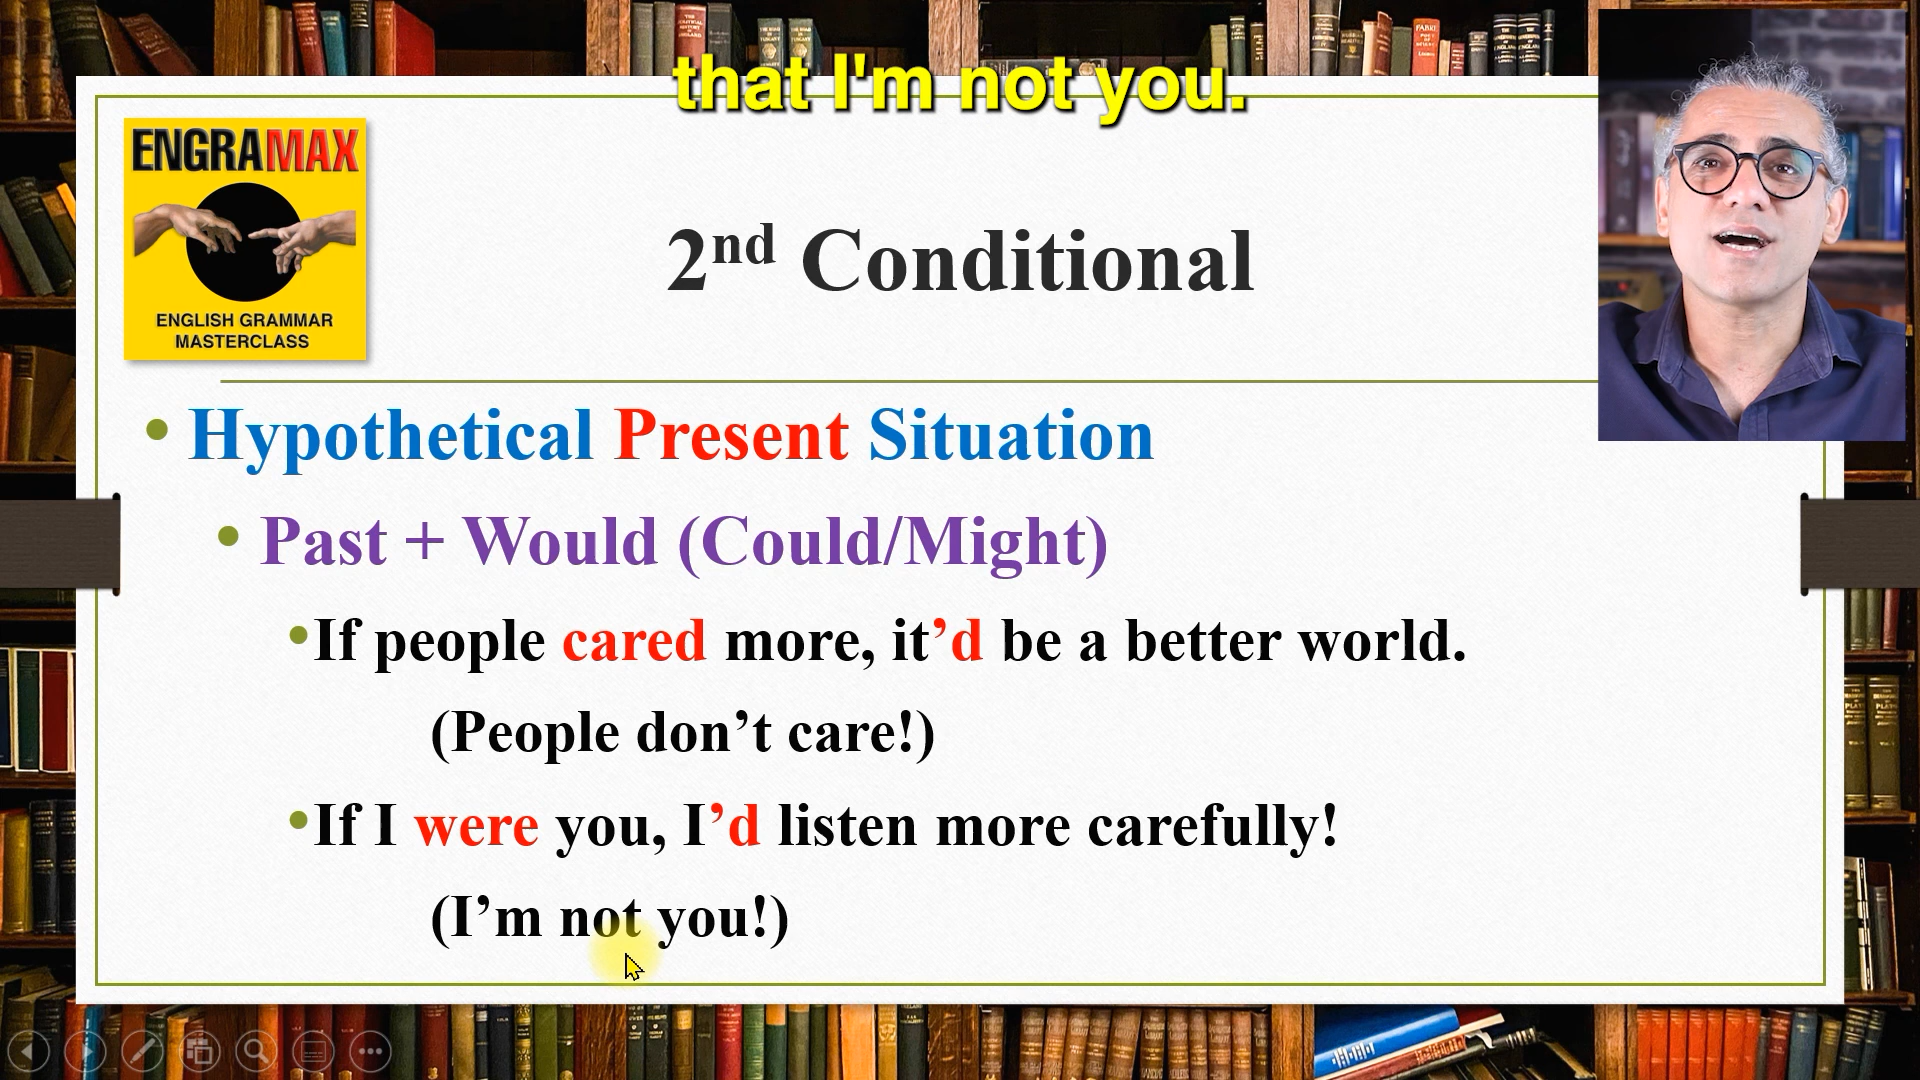 that I'm not you.
ENGRAMAX
ENGLISH GRAMMAR
MASTERCLASS
2nd Conditional
• Hypothetical Present Situation
• Past + Would (Could/Might)
•If people cared more, it’d be a better world.
(People don’t care!)
•If I were you, I’d listen more carefully!
(I’m not you!)